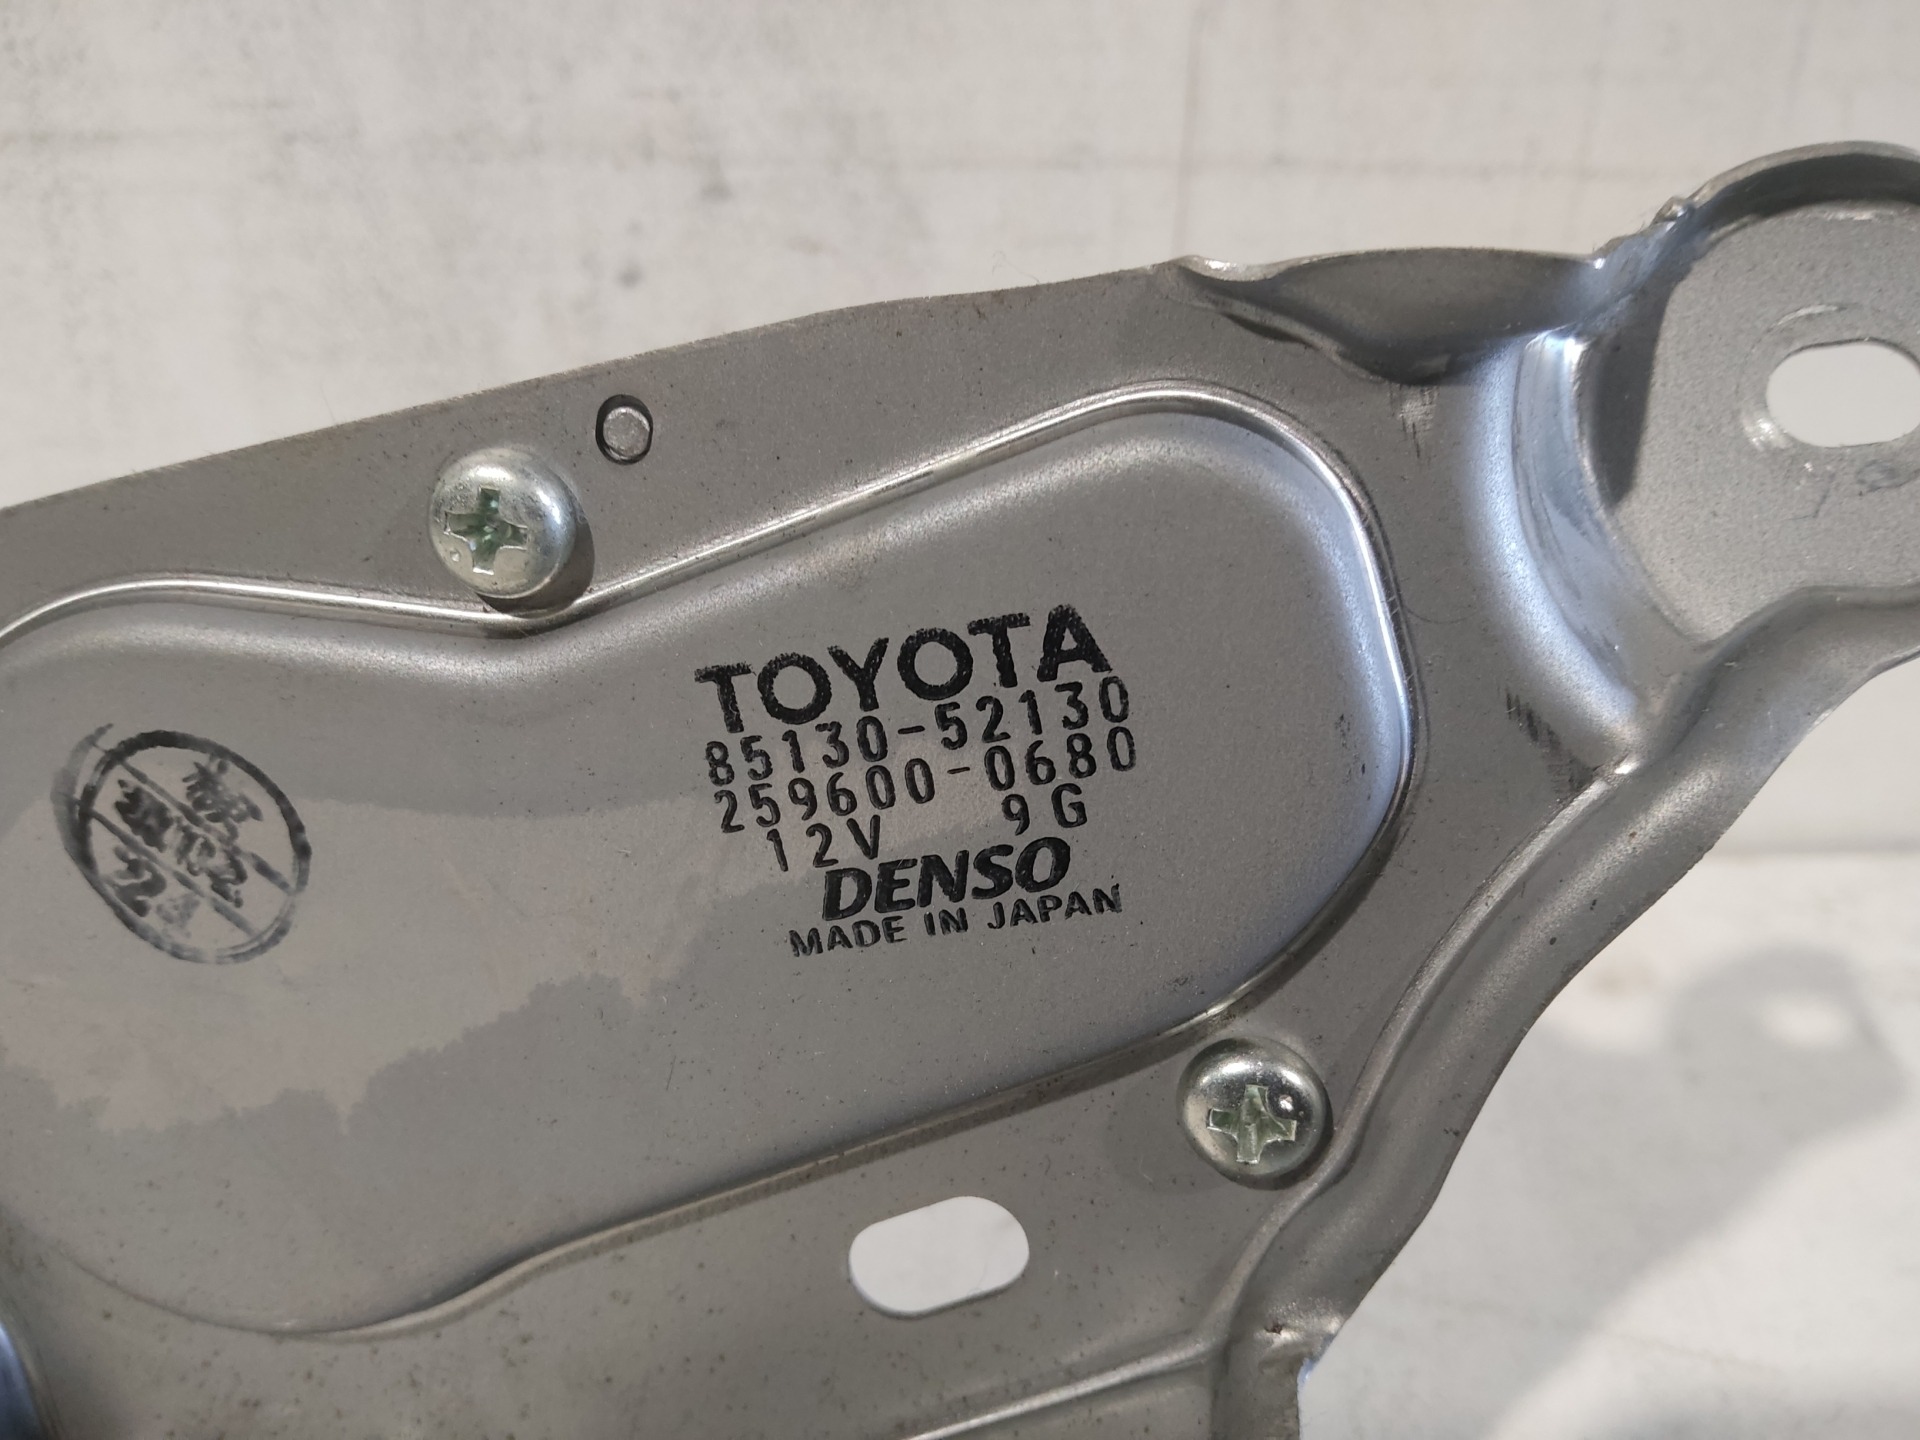 TOYOTA
85130-52130
259600-0680
12V 9G
DENSO
MADE IN JAPAN